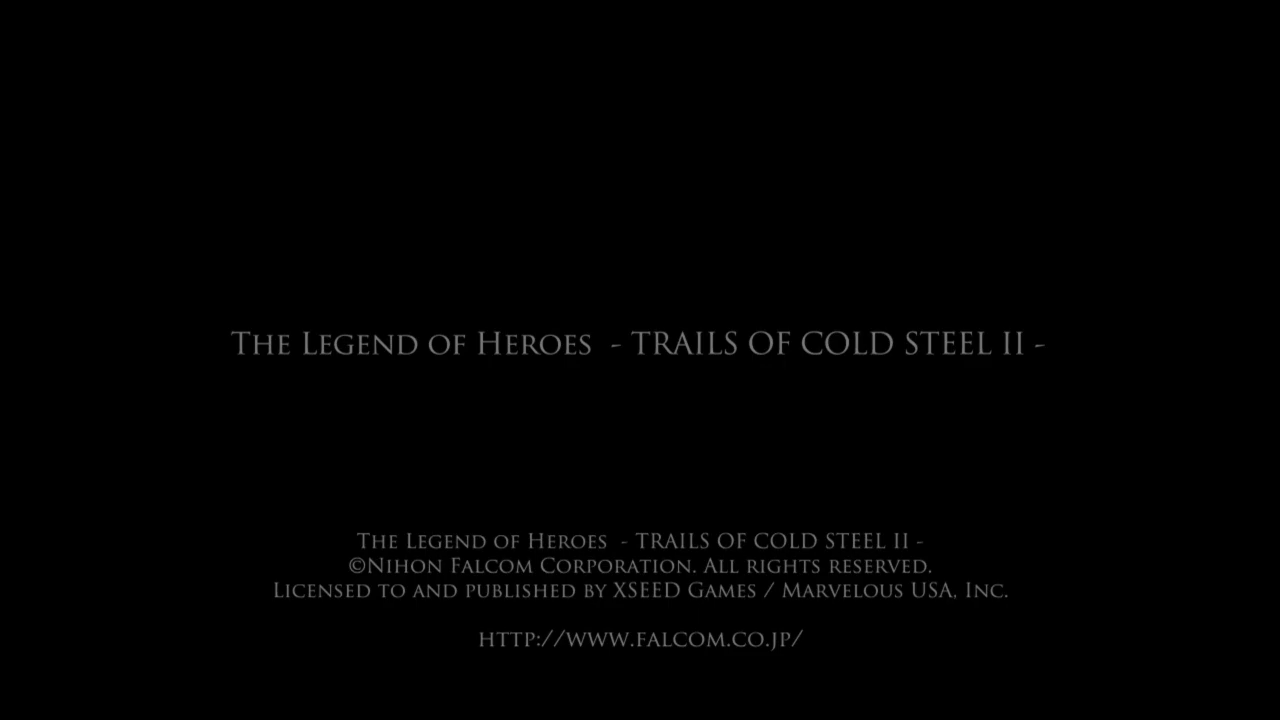 The Legend of Heroes - TRAILS OF COLD STEEL II -
The Legend of Heroes - TRAILS OF COLD STEEL II -
©Nihon Falcom Corporation. All rights reserved.
Licensed to and published by XSEED Games / Marvelous USA, Inc.
http://www.falcom.co.jp/